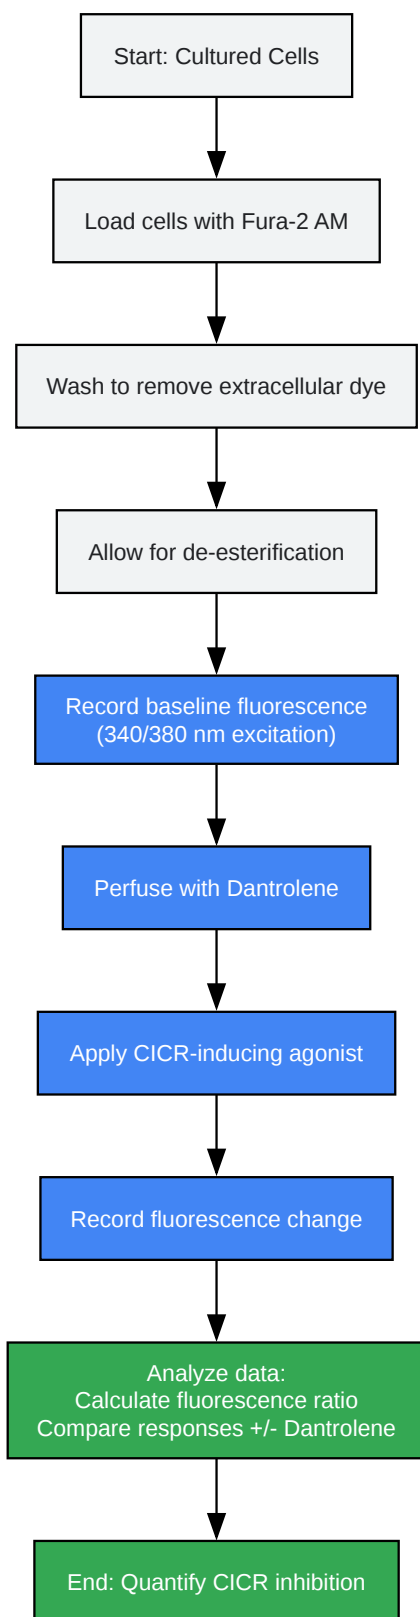 Start: Cultured Cells
Load cells with Fura-2 AM
Wash to remove extracellular dye
Allow for de-esterification
Record baseline fluorescence
(340/380 nm excitation)
Perfuse with Dantrolene
Apply CICR-inducing agonist
Record fluorescence change
Analyze data:
Calculate fluorescence ratio
Compare responses +/- Dantrolene
End: Quantify CICR inhibition